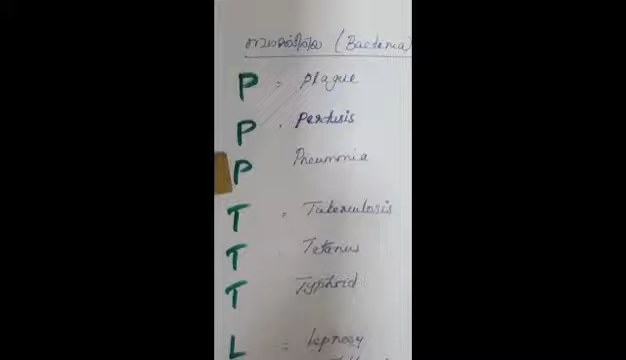 ബാക്ടീരിയ (Bacteria)
P = Plague
P . Pertusis
P Pneumonia
T = Tuberculosis
T Tetanus
T Typhoid
L = Leprosy